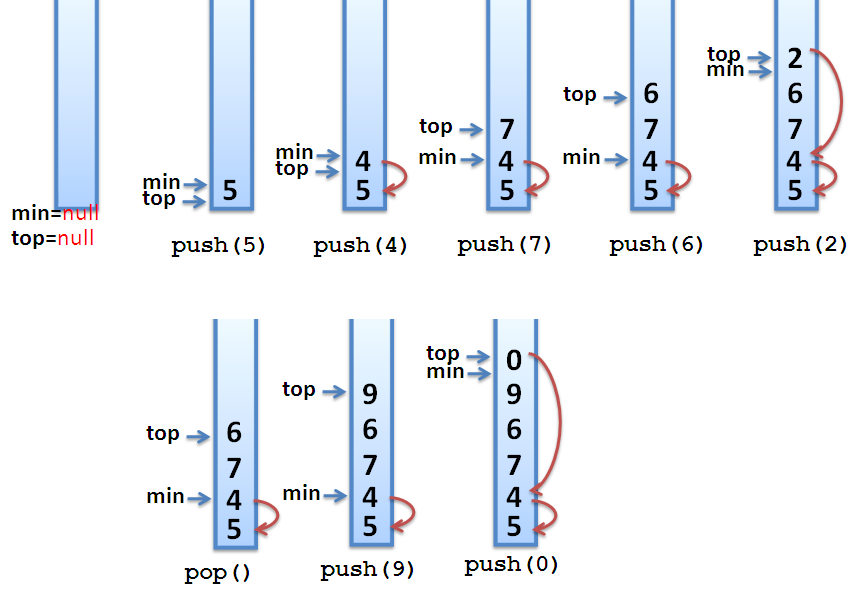 min=null
top=null
min
top
5
push(5)
min
top
4
5
push(4)
top
min
7
4
5
push(7)
top
min
6
7
4
5
push(6)
top
min
2
6
7
4
5
push(2)
top
min
6
7
4
5
pop()
top
min
9
6
7
4
5
push(9)
top
min
0
9
6
7
4
5
push(0)